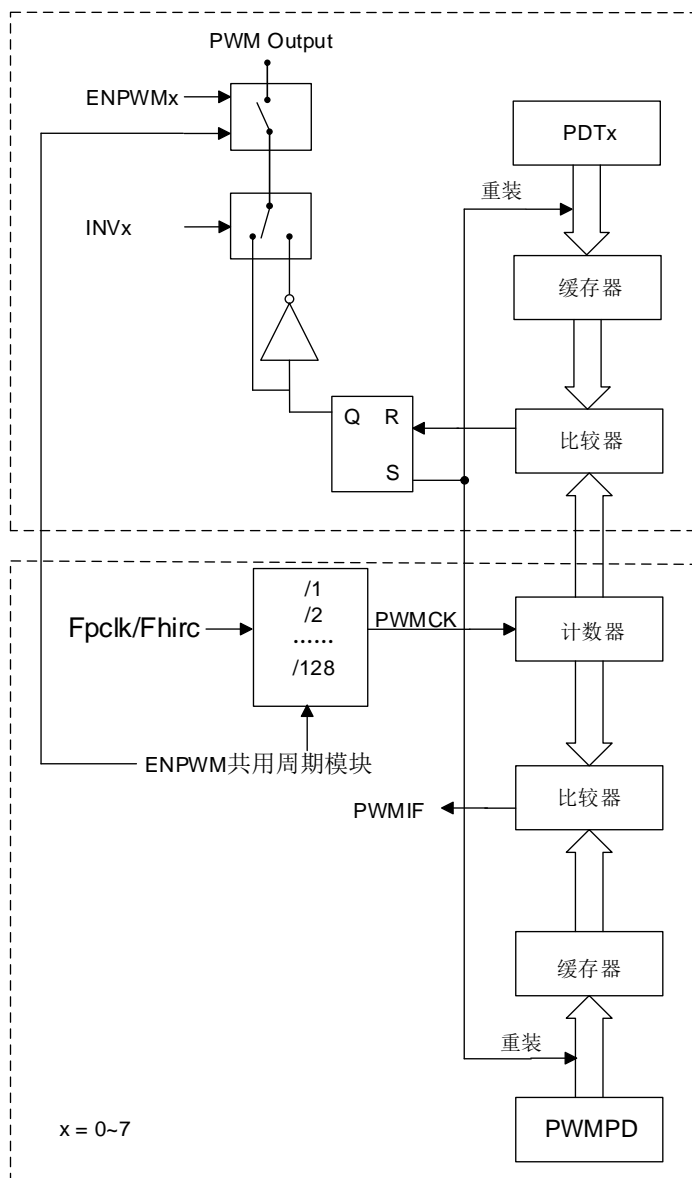 PWM Output
ENPWMx
PDTx
重装
INVx
缓存器
Q R
比较器
S
/1
/2
Fpclk/Fhirc
PWMCK
计数器
......
/128
ENPWM共用周期模块
比较器
PWMIF
缓存器
重装
x = 0~7
PWMPD